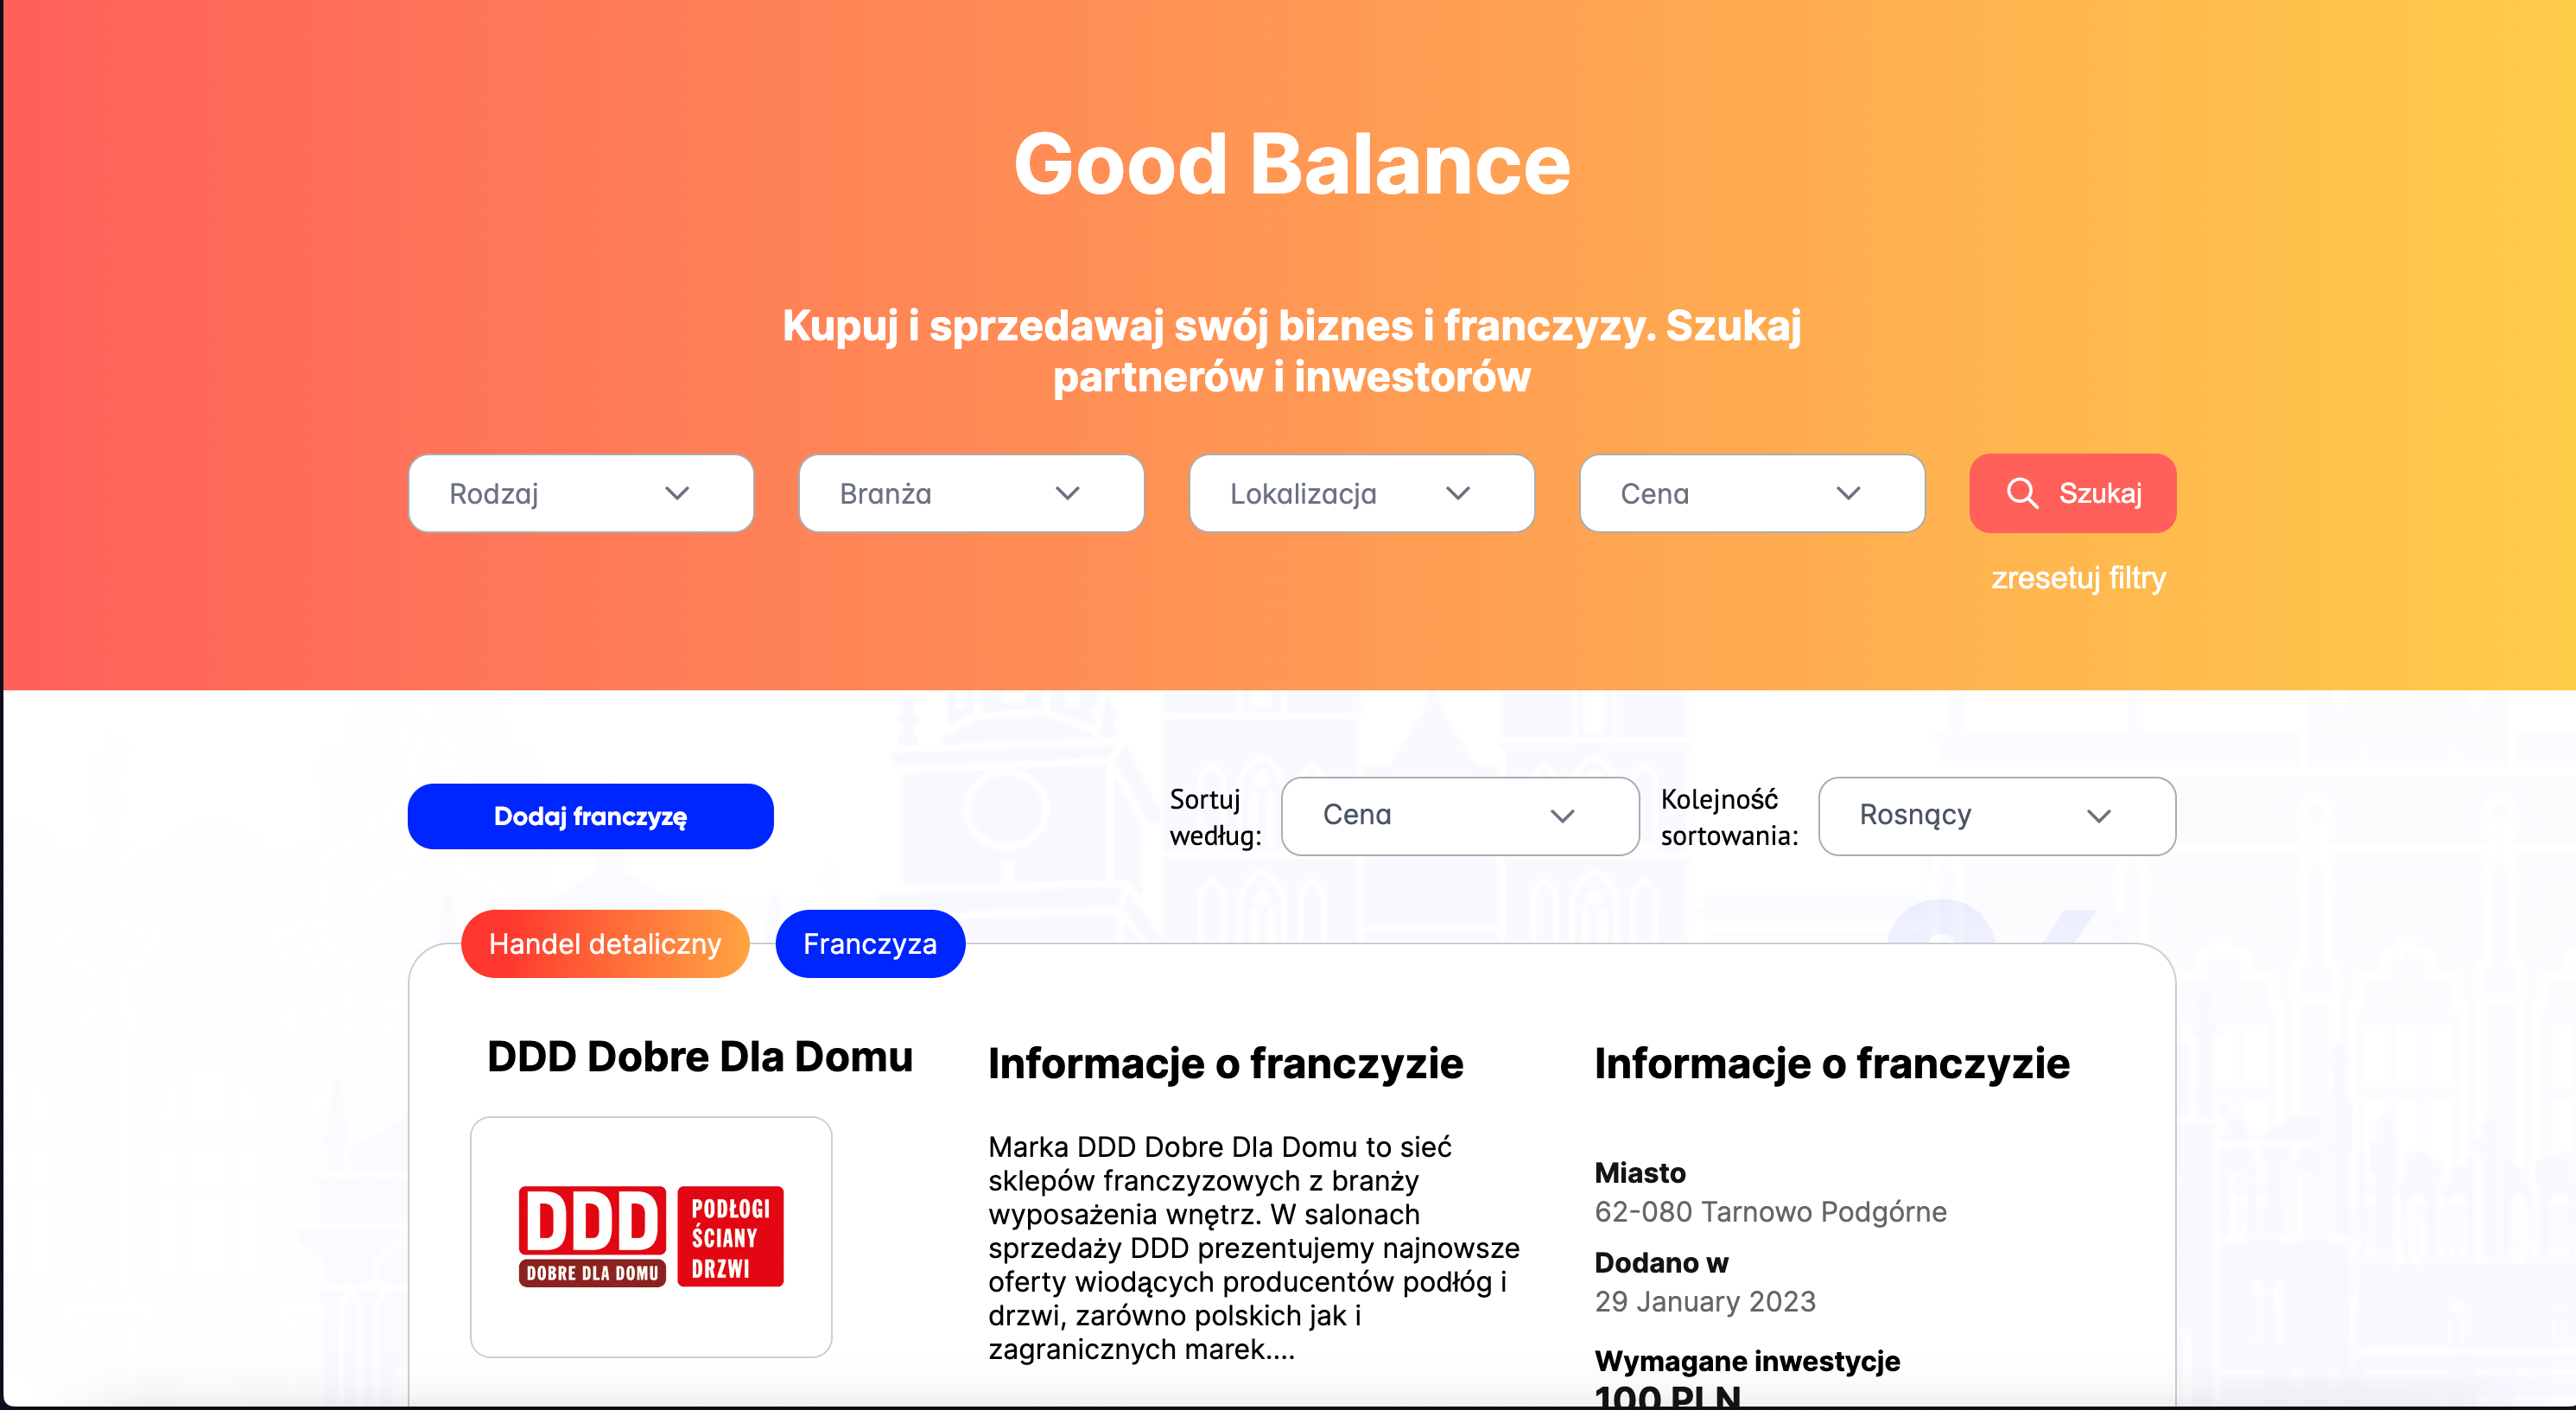 Good Balance
Kupuj i sprzedawaj swój biznes i franczyzy. Szukaj
partnerów i inwestorów
Rodzaj
Branża
Lokalizacja
Cena
Szukaj
zresetuj filtry
Dodaj franczyzę
Sortuj
według:
Cena
Kolejność
sortowania:
Rosnący
Handel detaliczny
Franczyza
DDD Dobre Dla Domu
DDD
DOBRE DLA DOMU
PODŁOGI
ŚCIANY
DRZWI
Informacje o franczyzie
Marka DDD Dobre Dla Domu to sieć
sklepów franczyzowych z branży
wyposażenia wnętrz. W salonach
sprzedaży DDD prezentujemy najnowsze
oferty wiodących producentów podłóg i
drzwi, zarówno polskich jak i
zagranicznych marek....
Informacje o franczyzie
Miasto
62-080 Tarnowo Podgórne
Dodano w
29 January 2023
Wymagane inwestycje
100 PLN